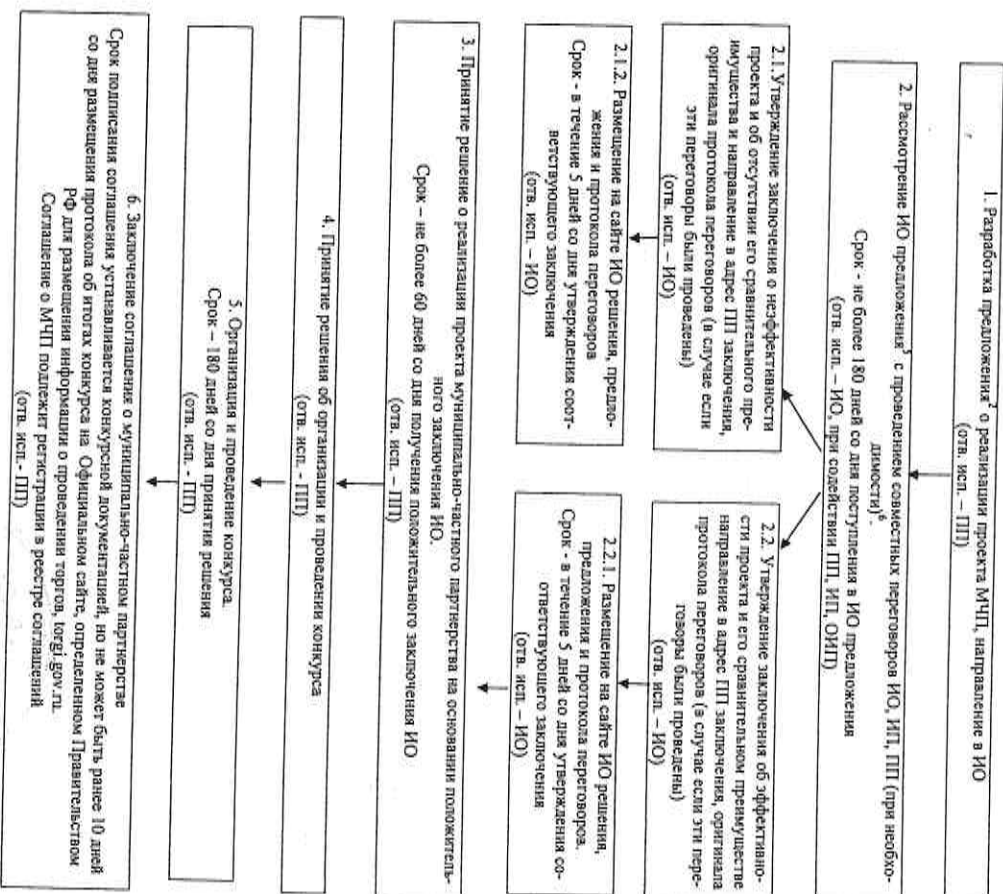 1. Разработка предложения² о реализации проекта МЧП, направление в ИО
(отв. исп. – ПП)
2. Рассмотрение ИО предложения⁵ с проведением совместных переговоров ИО, ИП, ПП (при необхо-
димости)⁶.
Срок - не более 180 дней со дня поступления в ИО предложения
(отв. исп. – ИО, при содействии ПП, ИП, ОИП)
2.1.Утверждение заключения о неэффективности
проекта и об отсутствии его сравнительного пре-
имущества и направление в адрес ПП заключения,
оригинала протокола переговоров (в случае если
эти переговоры были проведены)
(отв. исп. – ИО)
2.2. Утверждение заключения об эффективно-
сти проекта и его сравнительном преимуществе
направление в адрес ПП заключения, оригинала
протокола переговоров (в случае если эти пере-
говоры были проведены)
(отв. исп. – ИО)
2.1.2. Размещение на сайте ИО решения, предло-
жения и протокола переговоров
Срок - в течение 5 дней со дня утверждения соот-
ветствующего заключения
(отв. исп. – ИО)
2.2.1. Размещение на сайте ИО решения,
предложения и протокола переговоров.
Срок - в течение 5 дней со дня утверждения со-
ответствующего заключения
(отв. исп. – ИО)
3. Принятие решение о реализации проекта муниципально-частного партнерства на основании положитель-
ного заключения ИО.
Срок – не более 60 дней со дня получения положительного заключения ИО
(отв. исп. – ПП)
4. Принятие решения об организации и проведении конкурса
(отв. исп. - ПП)
5. Организация и проведение конкурса.
Срок – 180 дней со дня принятия решения
(отв. исп. - ПП)
6. Заключение соглашения о муниципально-частном партнерстве
Срок подписания соглашения устанавливается конкурсной документацией, но не может быть ранее 10 дней
со дня размещения протокола об итогах конкурса на Официальном сайте, определенном Правительством
РФ для размещения информации о проведении торгов, torgi.gov.ru.
Соглашение о МЧП подлежит регистрации в реестре соглашений
(отв. исп.- ПП)